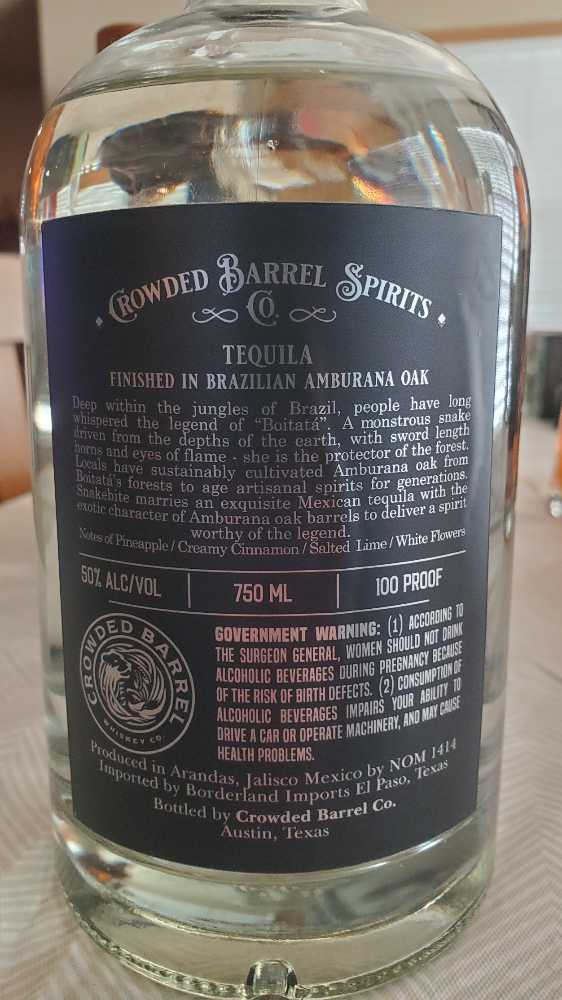 CROWDED BARREL SPIRITS
CO.
TEQUILA
FINISHED IN BRAZILIAN AMBURANA OAK
Deep within the jungles of Brazil, people have long
whispered the legend of "Boitatá". A monstrous snake
driven from the depths of the earth, with sword length
horns and eyes of flame - she is the protector of the forest.
Locals have sustainably cultivated Amburana oak from
Boitatá's forests to age artisanal spirits for generations.
Snakebite marries an exquisite Mexican tequila with the
exotic character of Amburana oak barrels to deliver a spirit
worthy of the legend.
Notes of Pineapple / Creamy Cinnamon / Salted Lime / White Flowers
50% ALC/VOL
750 ML
100 PROOF
CROWDED BARREL
WHISKEY CO.
GOVERNMENT WARNING: (1) ACCORDING TO
THE SURGEON GENERAL, WOMEN SHOULD NOT DRINK
ALCOHOLIC BEVERAGES DURING PREGNANCY BECAUSE
OF THE RISK OF BIRTH DEFECTS. (2) CONSUMPTION OF
ALCOHOLIC BEVERAGES IMPAIRS YOUR ABILITY TO
DRIVE A CAR OR OPERATE MACHINERY, AND MAY CAUSE
HEALTH PROBLEMS.
Produced in Arandas, Jalisco Mexico by NOM 1414
Imported by Borderland Imports El Paso, Texas
Bottled by Crowded Barrel Co.
Austin, Texas